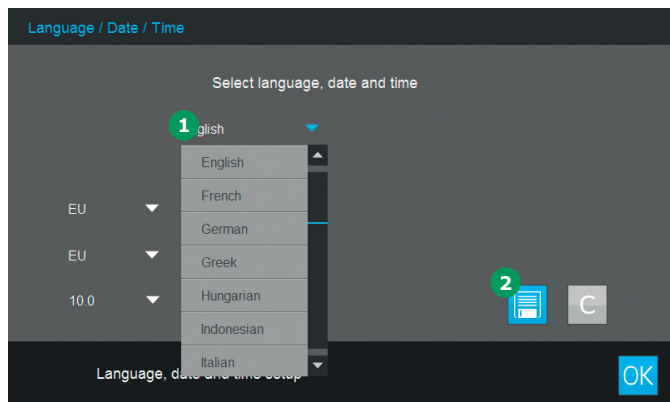 Language / Date / Time
Select language, date and time
1 glish
English
French
EU
German
EU
Greek
10.0
Hungarian
2
C
Indonesian
Italian
Language, date and time setup
OK